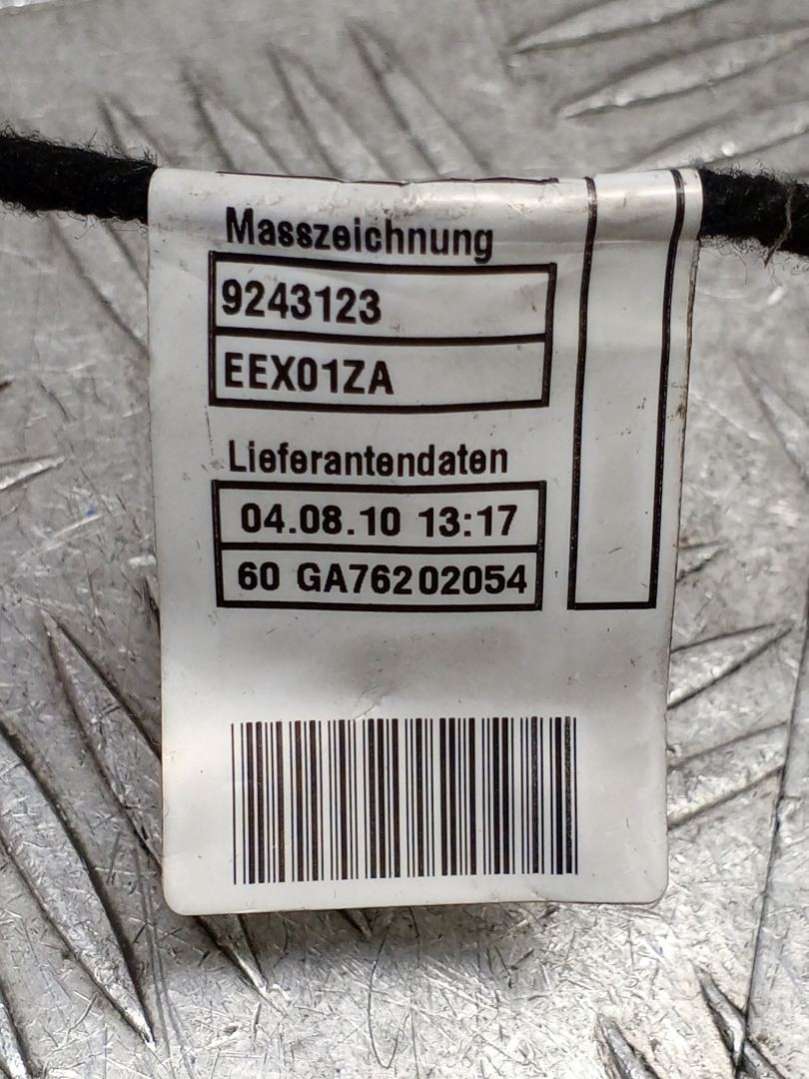 Masszeichnung
9243123
EEX01ZA
Lieferantendaten
04.08.10 13:17
60 GA76202054